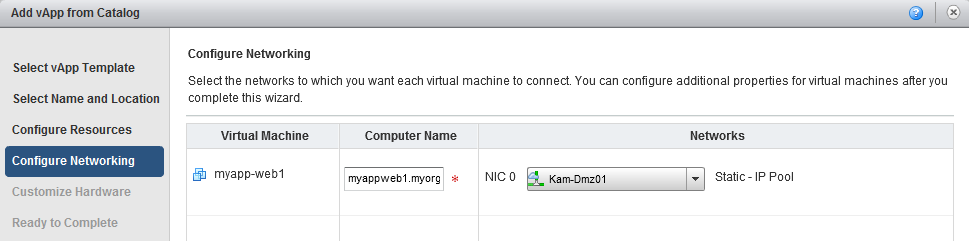 Add vApp from Catalog
Select vApp Template
Select Name and Location
Configure Resources
Configure Networking
Customize Hardware
Ready to Complete
Configure Networking
Select the networks to which you want each virtual machine to connect. You can configure additional properties for virtual machines after you
complete this wizard.
Virtual Machine Computer Name Networks
myapp-web1 myappweb1.myorg * NIC 0 Kam-Dmz01 Static - IP Pool